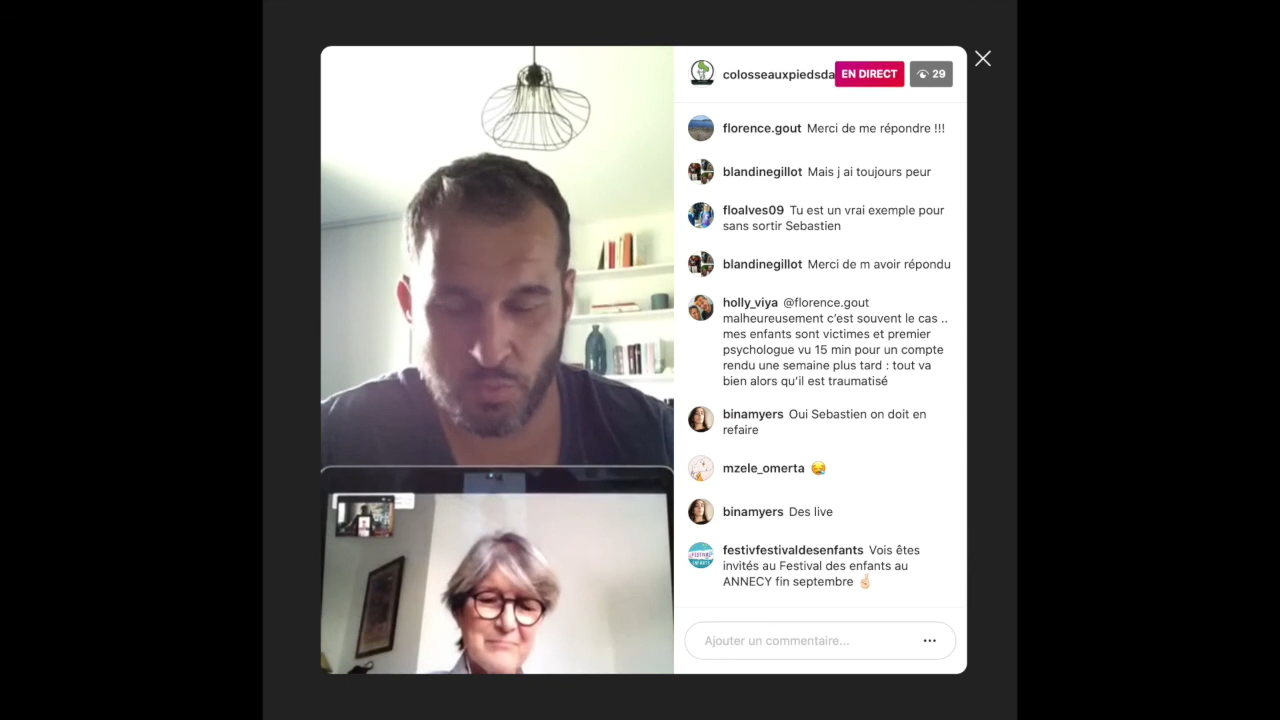 colosseauxpiedsda
EN DIRECT
29
florence.gout Merci de me répondre !!!
blandinegillot Mais j ai toujours peur
floalves09 Tu est un vrai exemple pour
sans sortir Sebastien
blandinegillot Merci de m avoir répondu
holly_viya @florence.gout
malheureusement c’est souvent le cas ..
mes enfants sont victimes et premier
psychologue vu 15 min pour un compte
rendu une semaine plus tard : tout va
bien alors qu’il est traumatisé
binamyers Oui Sebastien on doit en
refaire
mzele_omerta 😪
binamyers Des live
festivfestivaldesenfants Vois êtes
invités au Festival des enfants au
ANNECY fin septembre 🤞🏻
Ajouter un commentaire...